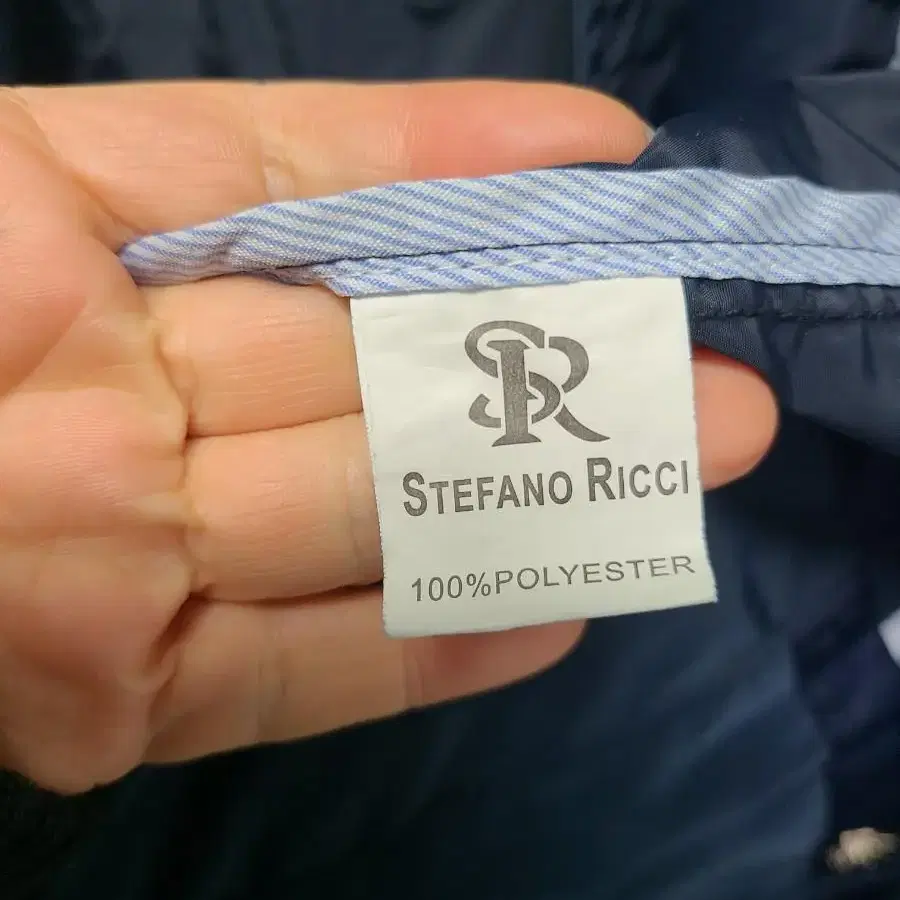 SR
STEFANO RICCI
100%POLYESTER